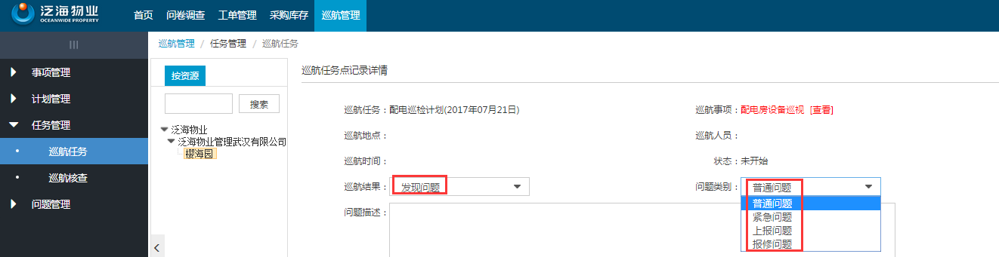 泛海物业
OCEANWIDE PROPERTY
首页 问卷调查 工单管理 采购库存 巡航管理
巡航管理 / 任务管理 / 巡航任务
事项管理
计划管理
任务管理
巡航任务
巡航核查
问题管理
按资源
搜索
泛海物业
泛海物业管理武汉有限公司
樱海园
巡航任务点记录详情
巡航任务：配电巡检计划(2017年07月21日) 巡航事项：配电房设备巡视 [查看]
巡航地点： 巡航人员：
巡航时间： 状态：未开始
巡航结果：发现问题 问题类别：普通问题
普通问题
紧急问题
上报问题
报修问题
问题描述：